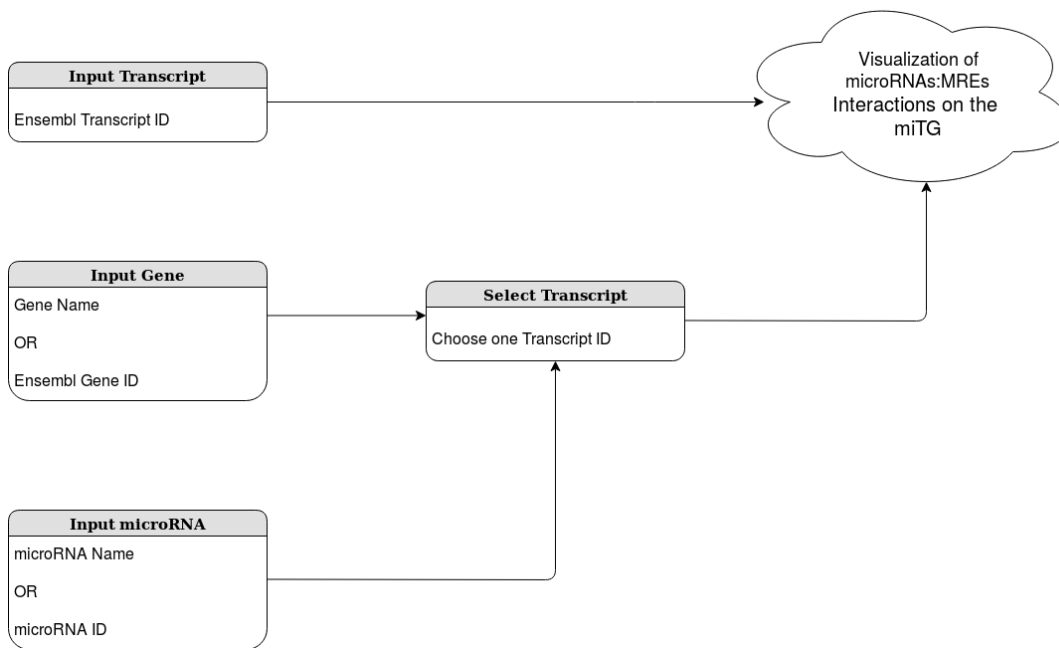 Input Transcript
Ensembl Transcript ID
Visualization of
microRNAs:MREs
Interactions on the
miTG
Input Gene
Gene Name
OR
Ensembl Gene ID
Select Transcript
Choose one Transcript ID
Input microRNA
microRNA Name
OR
microRNA ID